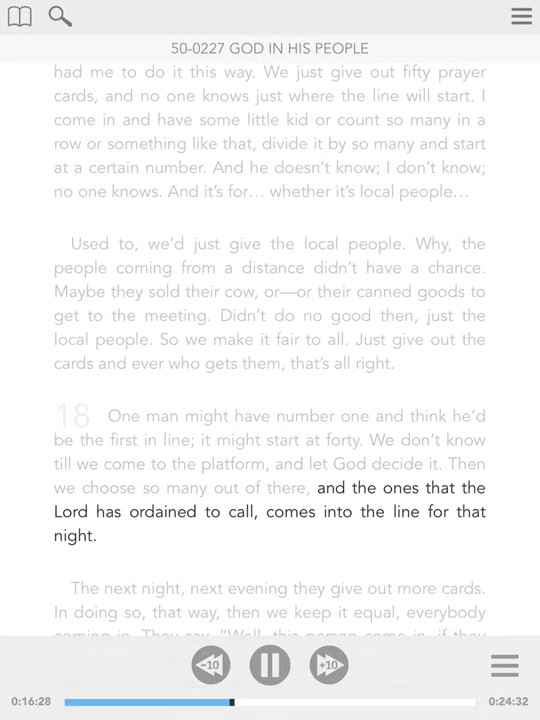 50-0227 GOD IN HIS PEOPLE
had me to do it this way. We just give out fifty prayer
cards, and no one knows just where the line will start. I
come in and have some little kid or count so many in a
row or something like that, divide it by so many and start
at a certain number. And he doesn’t know; I don’t know;
no one knows. And it’s for… whether it’s local people…
Used to, we’d just give the local people. Why, the
people coming from a distance didn’t have a chance.
Maybe they sold their cow, or—or their canned goods to
get to the meeting. Didn’t do no good then, just the
local people. So we make it fair to all. Just give out the
cards and ever who gets them, that’s all right.
18 One man might have number one and think he’d
be the first in line; it might start at forty. We don’t know
till we come to the platform, and let God decide it. Then
we choose so many out of there, and the ones that the
Lord has ordained to call, comes into the line for that
night.
The next night, next evening they give out more cards.
In doing so, that way, then we keep it equal, everybody
coming in. They say, “Well, this person come in, if they
-10
+10
0:16:28
0:24:32